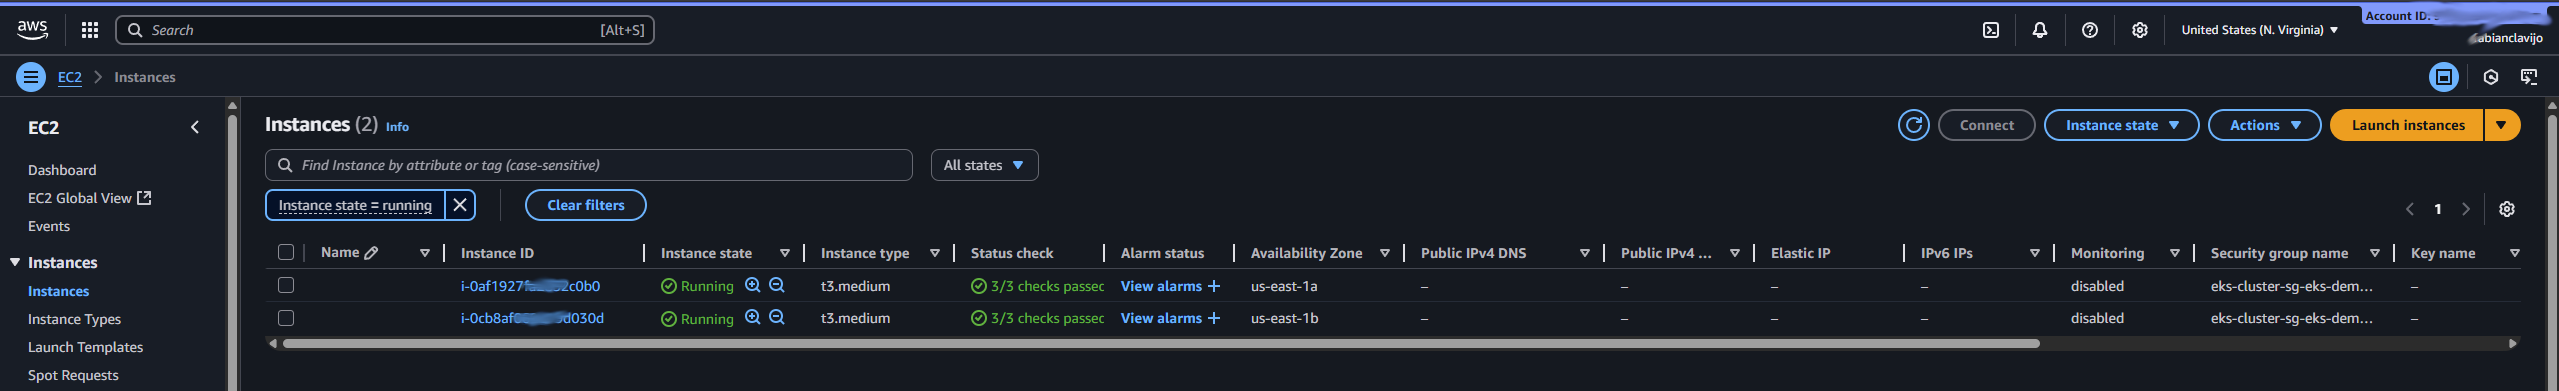 aws Search [Alt+S] United States (N. Virginia) Account ID:
abianclavijo
EC2 Instances
EC2
Dashboard
EC2 Global View
Events
Instances
Instances
Instance Types
Launch Templates
Spot Requests
Instances (2) Info Connect Instance state Actions Launch instances
Find Instance by attribute or tag (case-sensitive) All states
Instance state = running Clear filters 1
Name Instance ID Instance state Instance type Status check Alarm status Availability Zone Public IPv4 DNS Public IPv4 ... Elastic IP IPv6 IPs Monitoring Security group name Key name
i-0af1927 c0b0 Running t3.medium 3/3 checks passec View alarms + us-east-1a – – – – disabled eks-cluster-sg-eks-dem... –
i-0cb8af d030d Running t3.medium 3/3 checks passec View alarms + us-east-1b – – – – disabled eks-cluster-sg-eks-dem... –